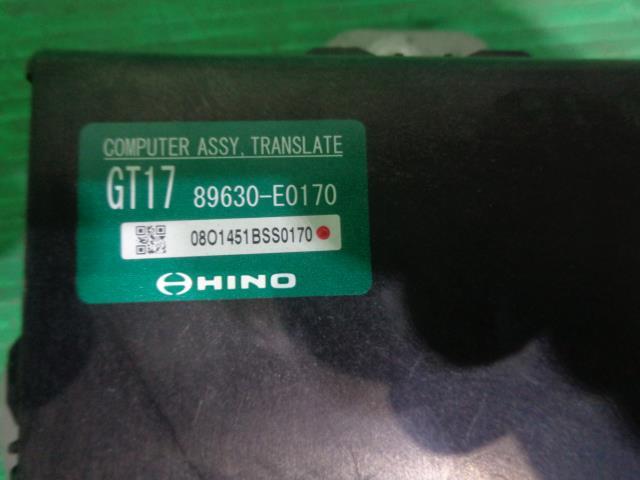 COMPUTER ASSY, TRANSLATE
GT17 89630-E0170
08O1451BSS0170
HINO